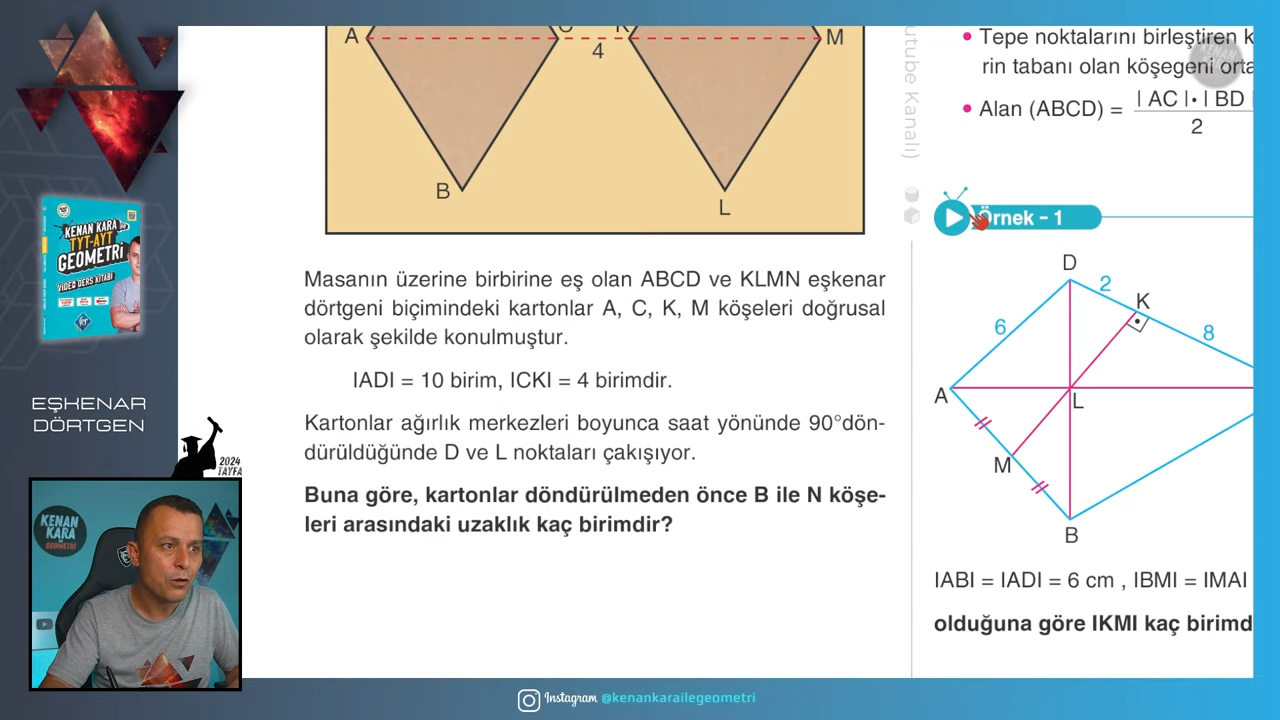 A
K
M
4
B
L
Masanın üzerine birbirine eş olan ABCD ve KLMN eşkenar
dörtgeni biçimindeki kartonlar A, C, K, M köşeleri doğrusal
olarak şekilde konulmuştur.
IADI = 10 birim, ICKI = 4 birimdir.
Kartonlar ağırlık merkezleri boyunca saat yönünde 90°dön-
dürüldüğünde D ve L noktaları çakışıyor.
Buna göre, kartonlar döndürülmeden önce B ile N köşe-
leri arasındaki uzaklık kaç birimdir?
utube Kanalı)
Tepe noktalarını birleştiren k
rin tabanı olan köşegeni orta
Alan (ABCD) = | AC |·| BD |
2
Örnek - 1
D
2
K
6
8
A
L
M
B
IABI = IADI = 6 cm , IBMI = IMAI
olduğuna göre IKMI kaç birimd
KENAN KARA
TYT-AYT
GEOMETRİ
VİDEO DERS KİTABI
EŞKENAR
DÖRTGEN
2024
TAYFA
KENAN
KARA
GEOMETRİ
Instagram @kenankarailegeometri